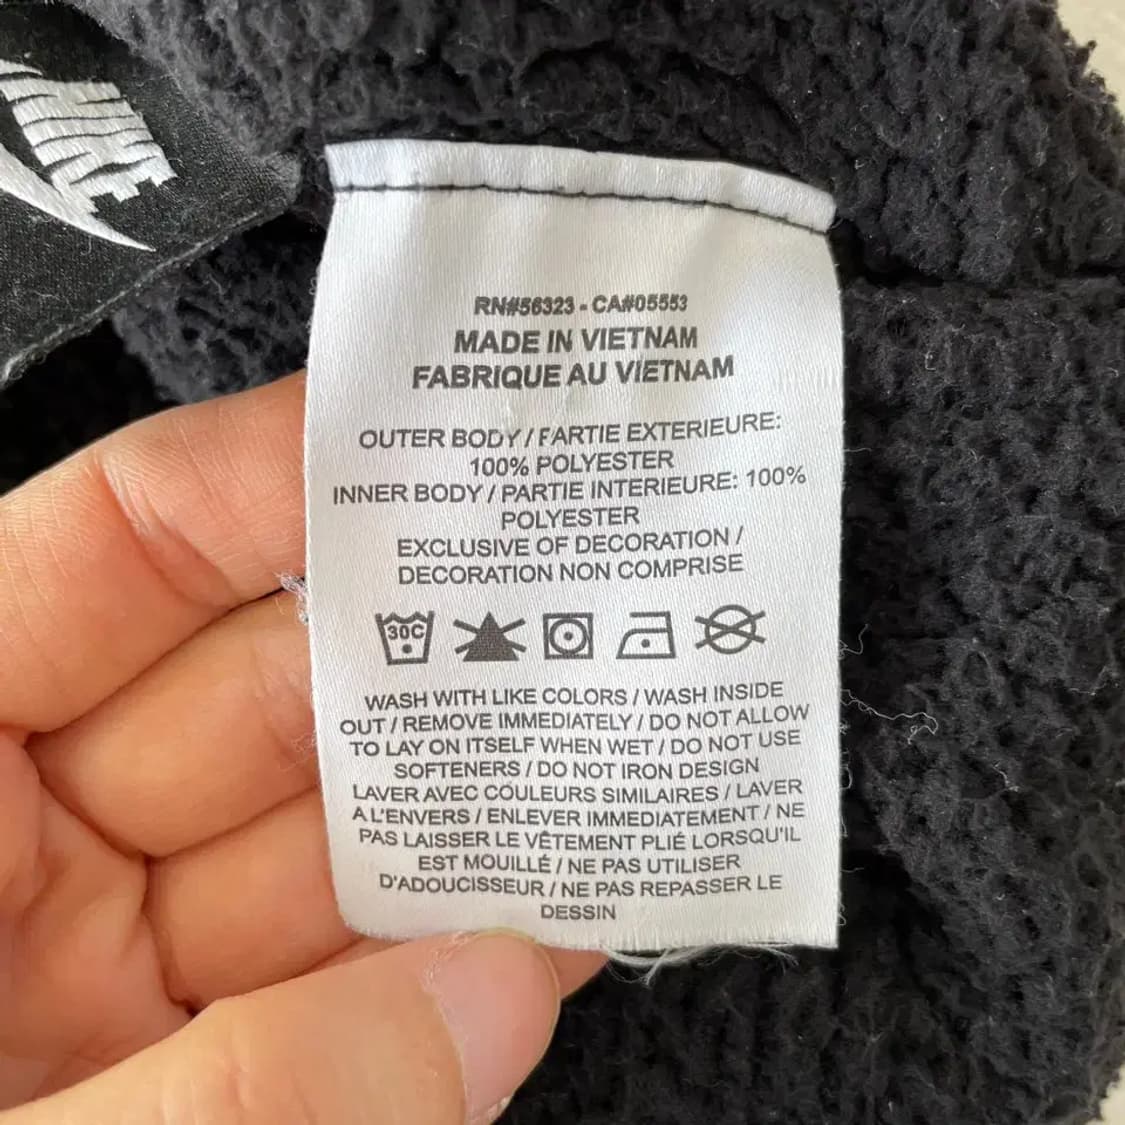 NIKE
RN#56323 - CA#05553
MADE IN VIETNAM
FABRIQUE AU VIETNAM
OUTER BODY / PARTIE EXTERIEURE:
100% POLYESTER
INNER BODY / PARTIE INTERIEURE: 100%
POLYESTER
EXCLUSIVE OF DECORATION /
DECORATION NON COMPRISE
30C
WASH WITH LIKE COLORS / WASH INSIDE
OUT / REMOVE IMMEDIATELY / DO NOT ALLOW
TO LAY ON ITSELF WHEN WET / DO NOT USE
SOFTENERS / DO NOT IRON DESIGN
LAVER AVEC COULEURS SIMILAIRES / LAVER
A L'ENVERS / ENLEVER IMMEDIATEMENT / NE
PAS LAISSER LE VÊTEMENT PLIÉ LORSQU'IL
EST MOUILLÉ / NE PAS UTILISER
D'ADOUCISSEUR / NE PAS REPASSER LE
DESSIN